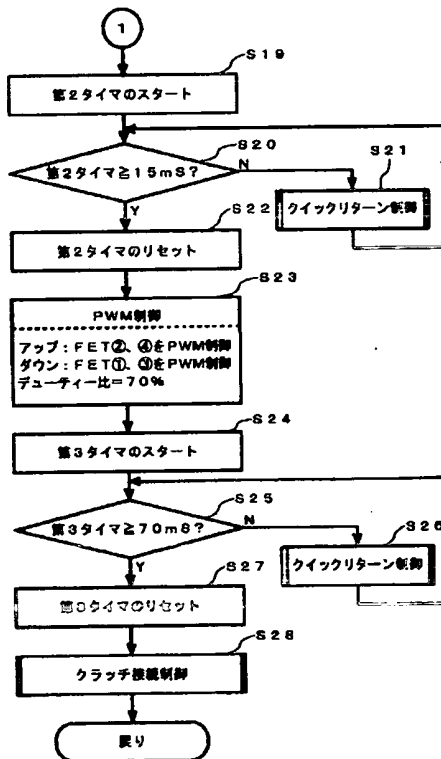 1
S19
第2タイマのスタート
S20
第2タイマ≧15mS?
N
S21
クイックリターン制御
Y
S22
第2タイマのリセット
S23
PWM制御
アップ:FET②、④をPWM制御
ダウン:FET①、③をPWM制御
デューティー比=70%
S24
第3タイマのスタート
S25
第3タイマ≧70mS?
N
S26
クイックリターン制御
Y
S27
第3タイマのリセット
S28
クラッチ接続制御
戻り